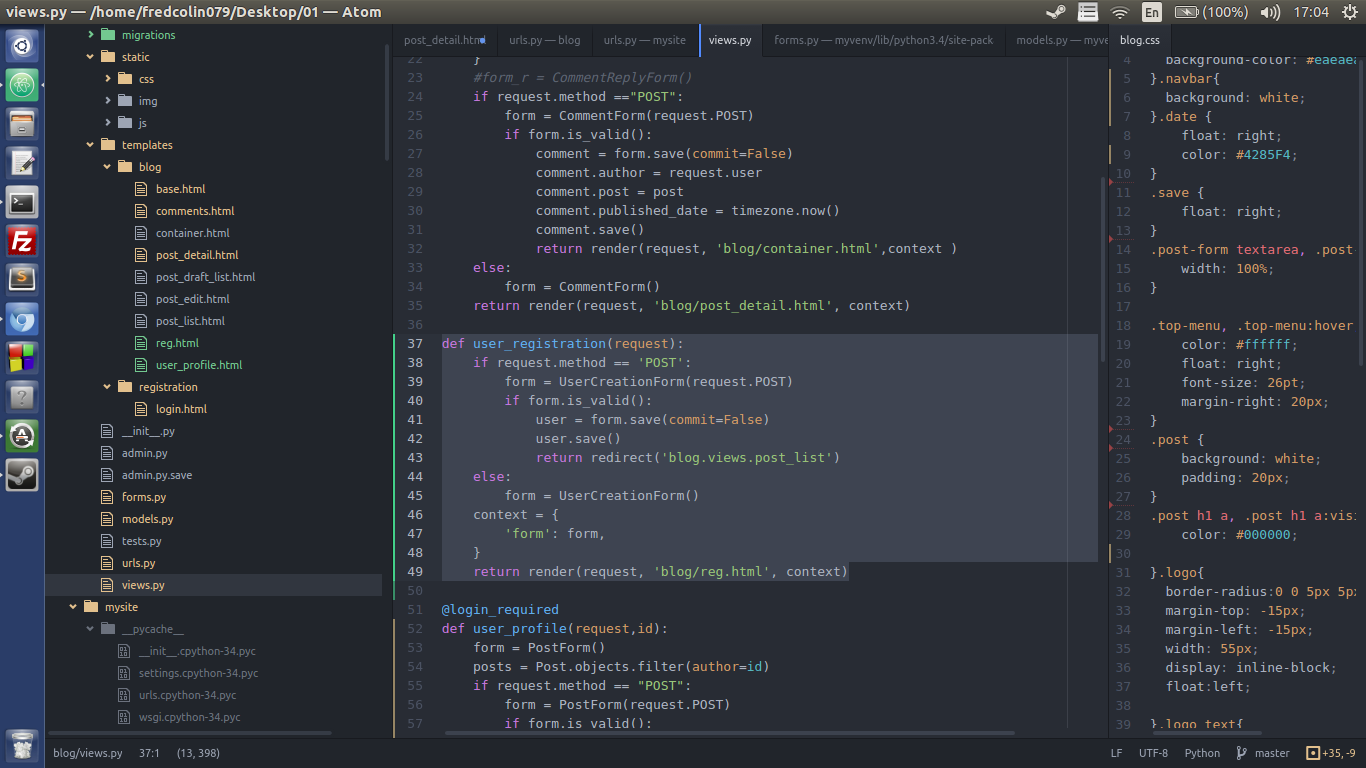 views.py — /home/fredcolin079/Desktop/01 — Atom
En
(100%)
17:04
migrations
static
css
img
js
templates
blog
base.html
comments.html
container.html
post_detail.html
post_draft_list.html
post_edit.html
post_list.html
reg.html
user_profile.html
registration
login.html
__init__.py
admin.py
admin.py.save
forms.py
models.py
tests.py
urls.py
views.py
mysite
__pycache__
__init__.cpython-34.pyc
settings.cpython-34.pyc
urls.cpython-34.pyc
wsgi.cpython-34.pyc
post_detail.html
urls.py — blog
urls.py — mysite
views.py
forms.py — myvenv/lib/python3.4/site-pack
models.py — myve
22 }
23 #form_r = CommentReplyForm()
24 if request.method =="POST":
25 form = CommentForm(request.POST)
26 if form.is_valid():
27 comment = form.save(commit=False)
28 comment.author = request.user
29 comment.post = post
30 comment.published_date = timezone.now()
31 comment.save()
32 return render(request, 'blog/container.html',context )
33 else:
34 form = CommentForm()
35 return render(request, 'blog/post_detail.html', context)
36
37 def user_registration(request):
38 if request.method == 'POST':
39 form = UserCreationForm(request.POST)
40 if form.is_valid():
41 user = form.save(commit=False)
42 user.save()
43 return redirect('blog.views.post_list')
44 else:
45 form = UserCreationForm()
46 context = {
47 'form': form,
48 }
49 return render(request, 'blog/reg.html', context)
50
51 @login_required
52 def user_profile(request,id):
53 form = PostForm()
54 posts = Post.objects.filter(author=id)
55 if request.method == "POST":
56 form = PostForm(request.POST)
57 if form.is_valid():
blog.css
4 background-color: #eaeaea
5 }.navbar{
6 background: white;
7 }.date {
8 float: right;
9 color: #4285F4;
10 }
11 .save {
12 float: right;
13 }
14 .post-form textarea, .post-
15 width: 100%;
16 }
17
18 .top-menu, .top-menu:hover
19 color: #ffffff;
20 float: right;
21 font-size: 26pt;
22 margin-right: 20px;
23 }
24 .post {
25 background: white;
26 padding: 20px;
27 }
28 .post h1 a, .post h1 a:vis
29 color: #000000;
30
31 }.logo{
32 border-radius:0 0 5px 5p
33 margin-top: -15px;
34 margin-left: -15px;
35 width: 55px;
36 display: inline-block;
37 float:left;
38
39 }.logo_text{
blog/views.py
37:1
(13, 398)
LF
UTF-8
Python
master
+35, -9